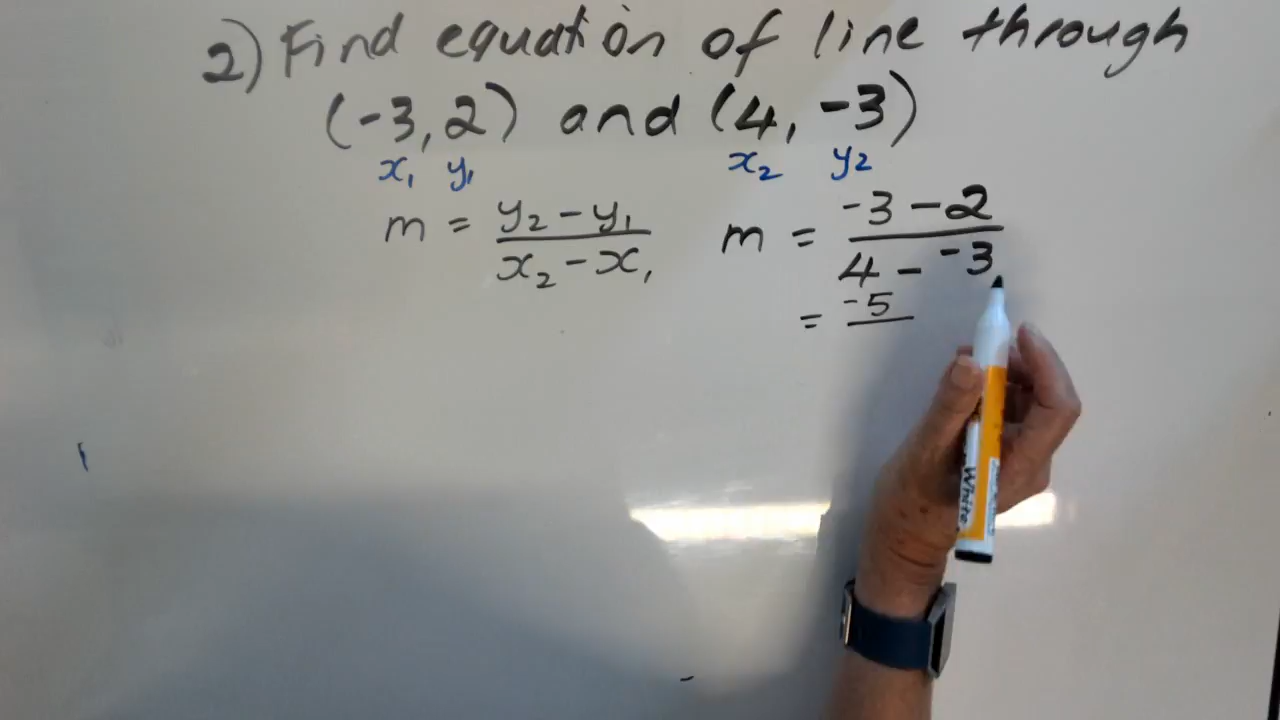 2) Find equation of line through
(-3, 2) and (4, -3)
x₁ y₁ x₂ y₂
m = y₂ - y₁ / x₂ - x₁ m = -3 - 2 / 4 - -3
= -5 /
White